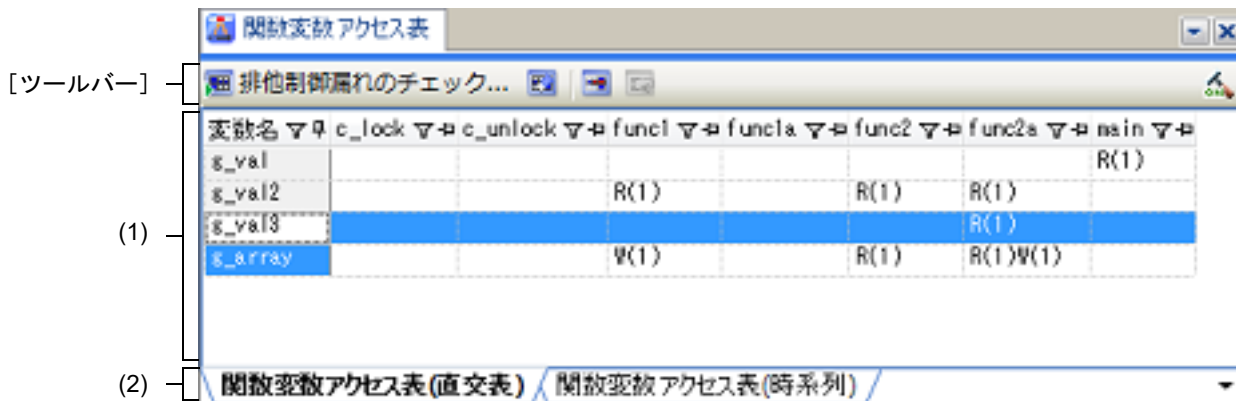 関数変数アクセス表
［ツールバー］
排他制御漏れのチェック...
変数名 c_lock c_unlock func1 func1a func2 func2a main
g_val R(1)
g_val2 R(1) R(1) R(1)
(1)
g_val3 R(1)
g_array W(1) R(1) R(1)W(1)
(2)
関数変数アクセス表(直交表) 関数変数アクセス表(時系列)